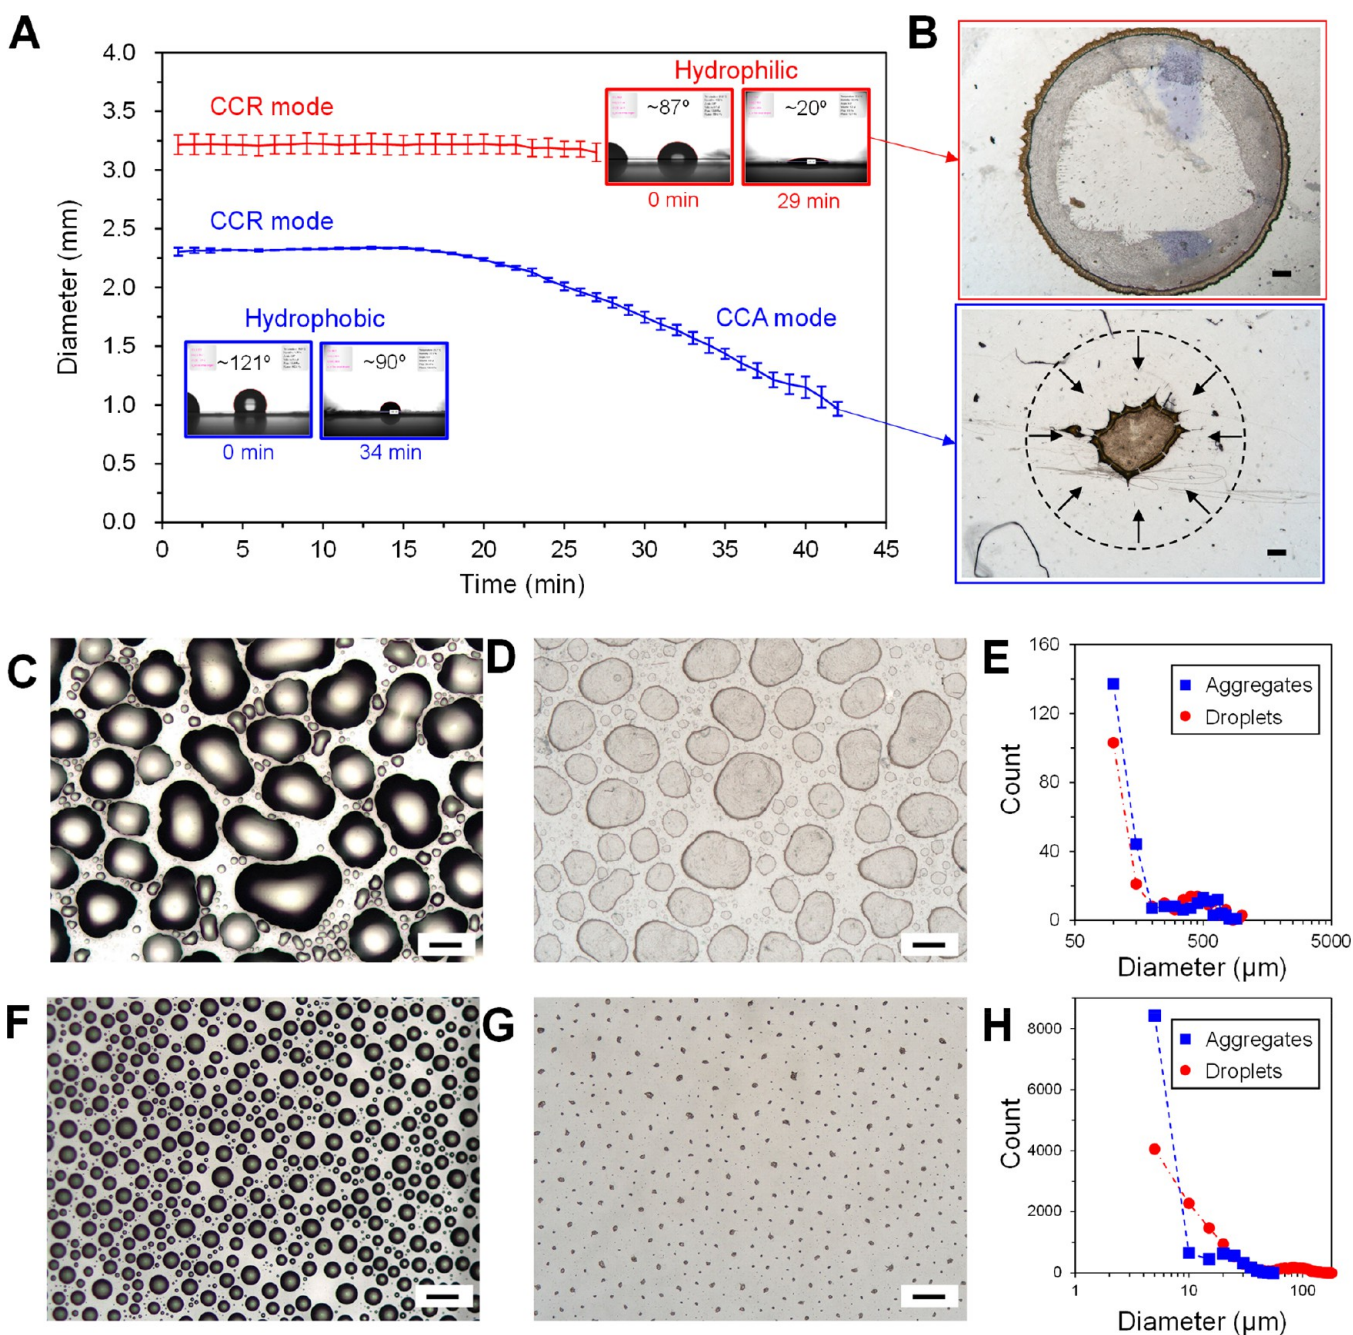 A
B
4.0
3.5
3.0
2.5
2.0
1.5
1.0
0.5
0.0
Diameter (mm)
0 5 10 15 20 25 30 35 40 45
Time (min)
CCR mode
Hydrophilic
~87º
~20º
0 min
29 min
CCR mode
Hydrophobic
~121º
~90º
0 min
34 min
CCA mode
C
D
E
160
120
80
40
0
Count
Aggregates
Droplets
50 500 5000
Diameter (µm)
F
G
H
8000
6000
4000
2000
0
Count
Aggregates
Droplets
1 10 100
Diameter (µm)